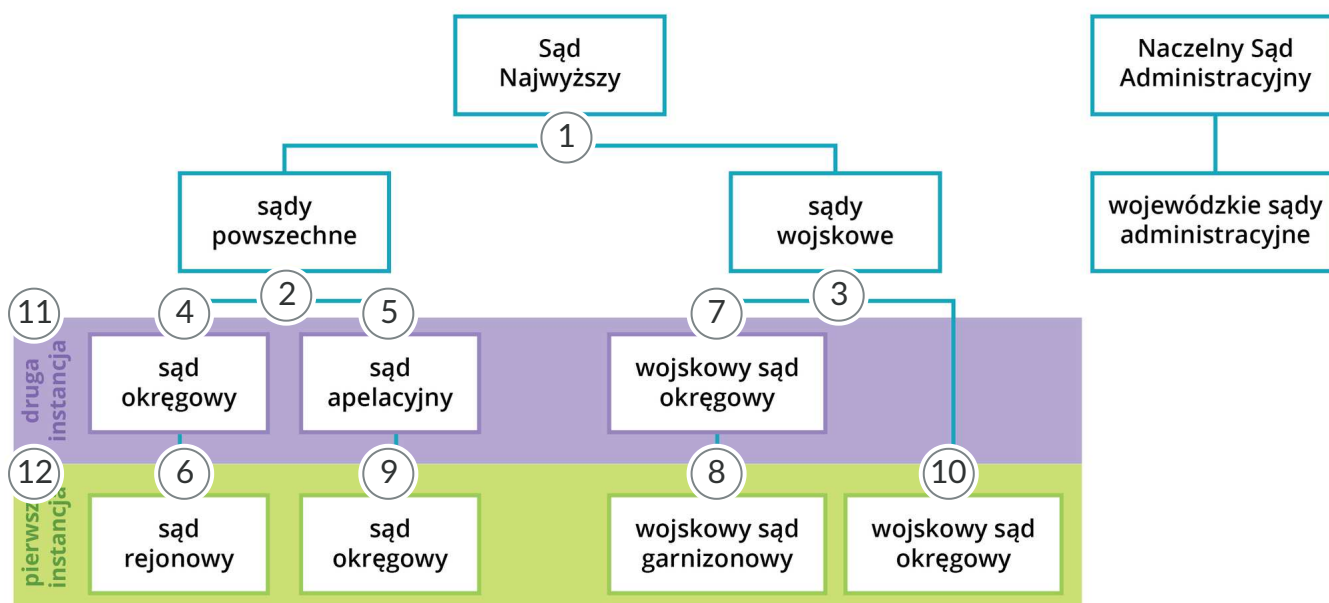 Sąd
Najwyższy
Naczelny Sąd
Administracyjny
1
sądy
powszechne
sądy
wojskowe
wojewódzkie sądy
administracyjne
2
3
11
4
5
7
druga
instancja
sąd
okręgowy
sąd
apelacyjny
wojskowy sąd
okręgowy
12
6
9
8
10
pierwsz
instancja
sąd
rejonowy
sąd
okręgowy
wojskowy sąd
garnizonowy
wojskowy sąd
okręgowy